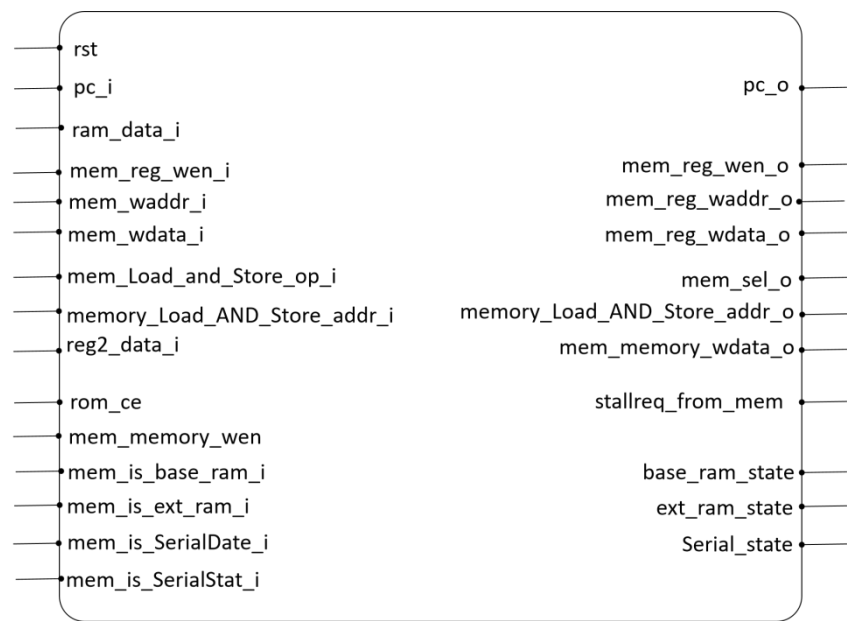 rst
pc_i
ram_data_i
mem_reg_wen_i
mem_waddr_i
mem_wdata_i
mem_Load_and_Store_op_i
memory_Load_AND_Store_addr_i
reg2_data_i
rom_ce
mem_memory_wen
mem_is_base_ram_i
mem_is_ext_ram_i
mem_is_SerialDate_i
mem_is_SerialStat_i
pc_o
mem_reg_wen_o
mem_reg_waddr_o
mem_reg_wdata_o
mem_sel_o
memory_Load_AND_Store_addr_o
mem_memory_wdata_o
stallreq_from_mem
base_ram_state
ext_ram_state
Serial_state